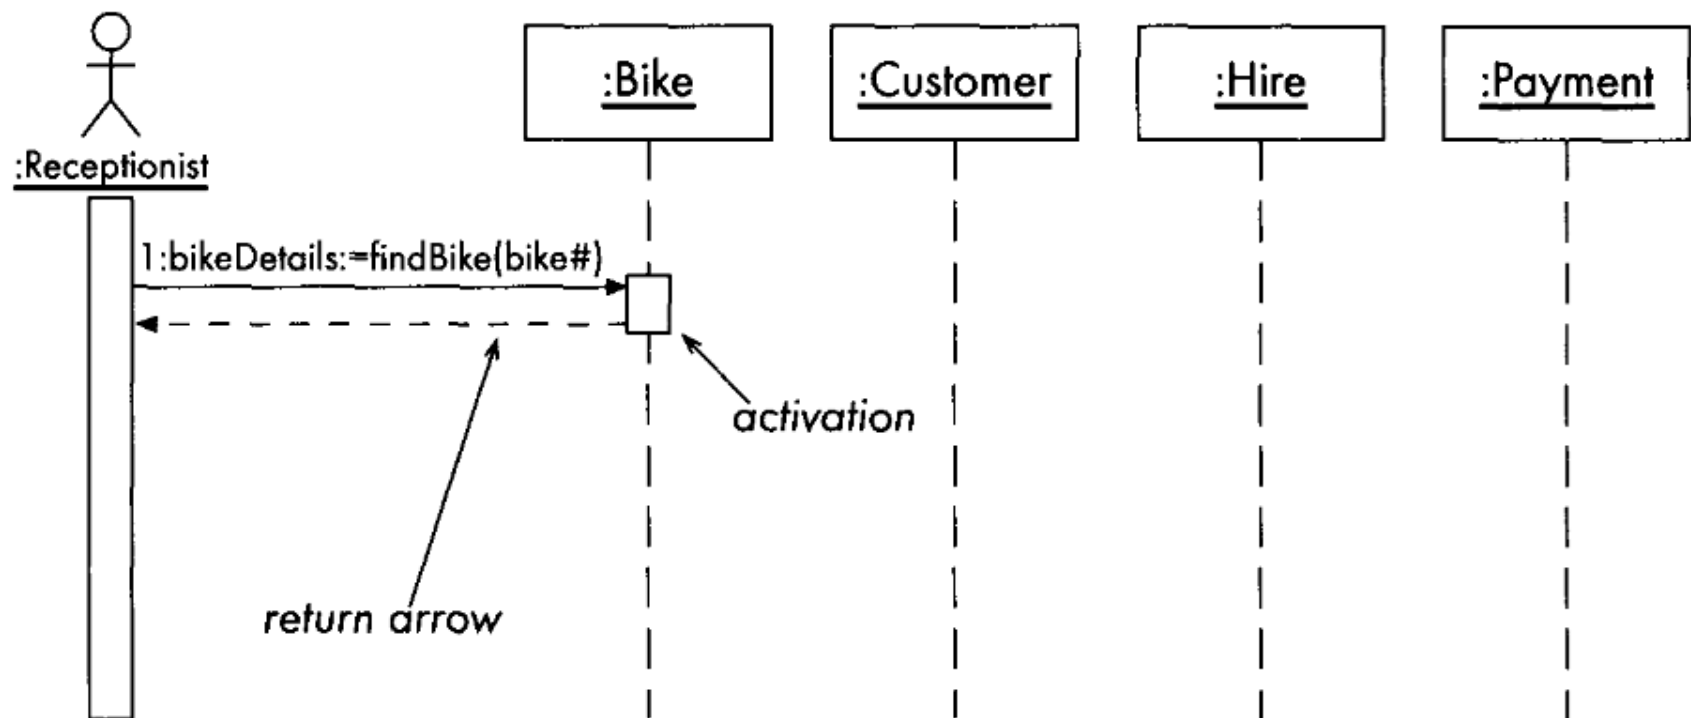 :Bike
:Customer
:Hire
:Payment
:Receptionist
1:bikeDetails:=findBike(bike#)
activation
return arrow